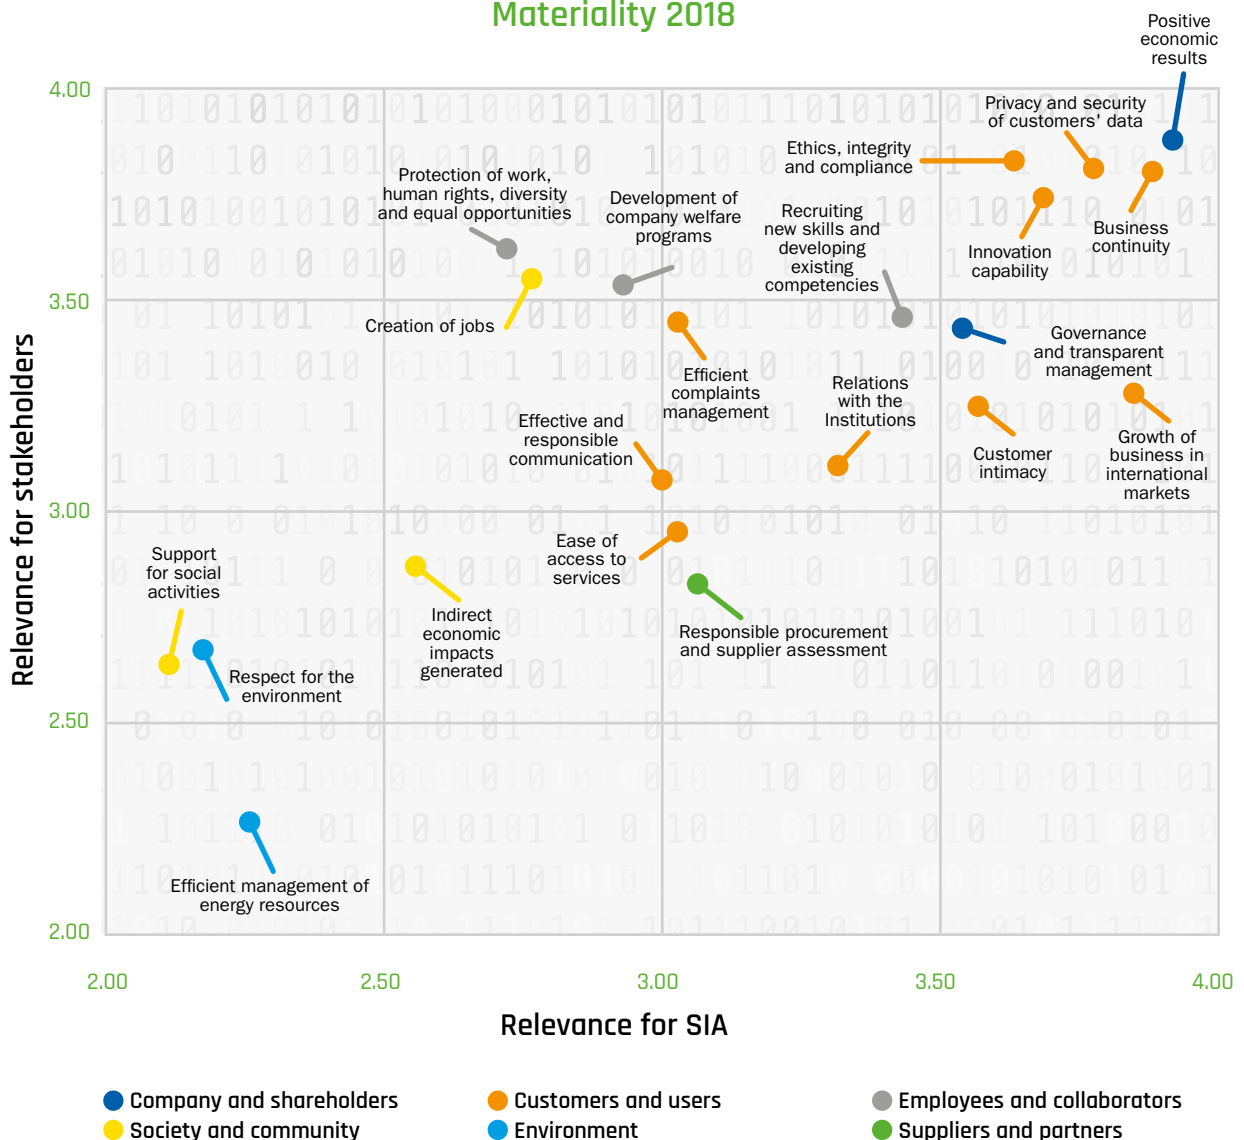 Materiality 2018
Positive
economic
results
4.00
Privacy and security
of customers' data
Ethics, integrity
and compliance
Protection of work,
human rights, diversity
and equal opportunities
Development of
company welfare
programs
Recruiting
new skills and
developing
existing
competencies
Innovation
capability
Business
continuity
3.50
Creation of jobs
Governance
and transparent
management
Efficient
complaints
management
Relations
with the
Institutions
Effective and
responsible
communication
Customer
intimacy
Growth of
business in
international
markets
Relevance for stakeholders
3.00
Support
for social
activities
Ease of
access to
services
Indirect
economic
impacts
generated
Responsible procurement
and supplier assessment
Respect for the
environment
2.50
Efficient management of
energy resources
2.00
2.00
2.50
3.00
3.50
4.00
Relevance for SIA
Company and shareholders
Customers and users
Employees and collaborators
Society and community
Environment
Suppliers and partners